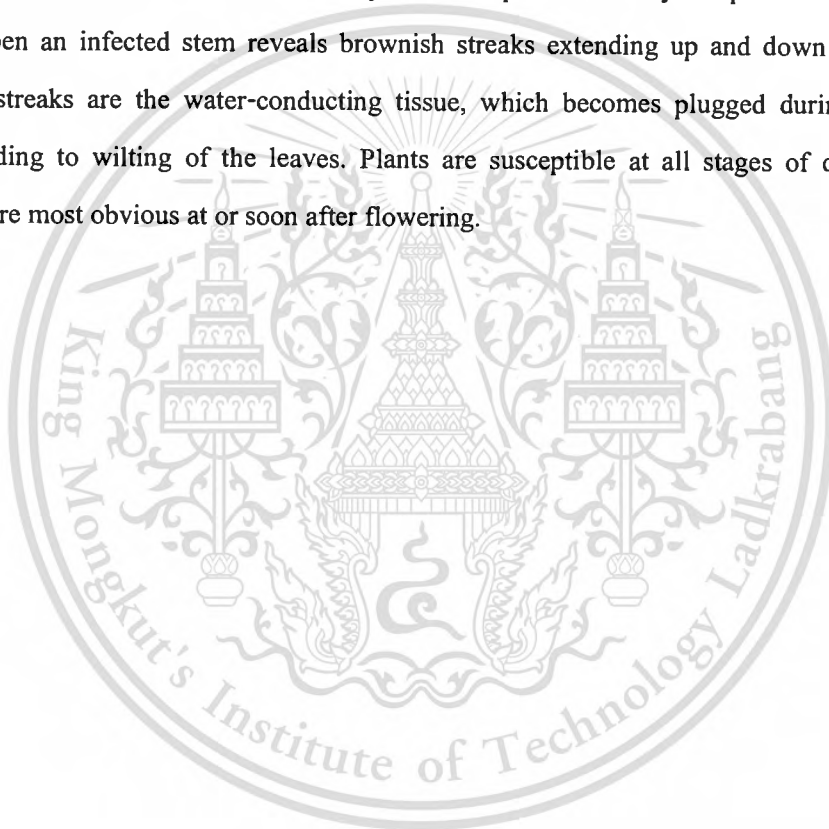 en an infected stem reveals brownish streaks extending up and down
streaks are the water-conducting tissue, which becomes plugged durin
ding to wilting of the leaves. Plants are susceptible at all stages of
re most obvious at or soon after flowering.
King Mongkut's Institute of Technology Ladkrabang